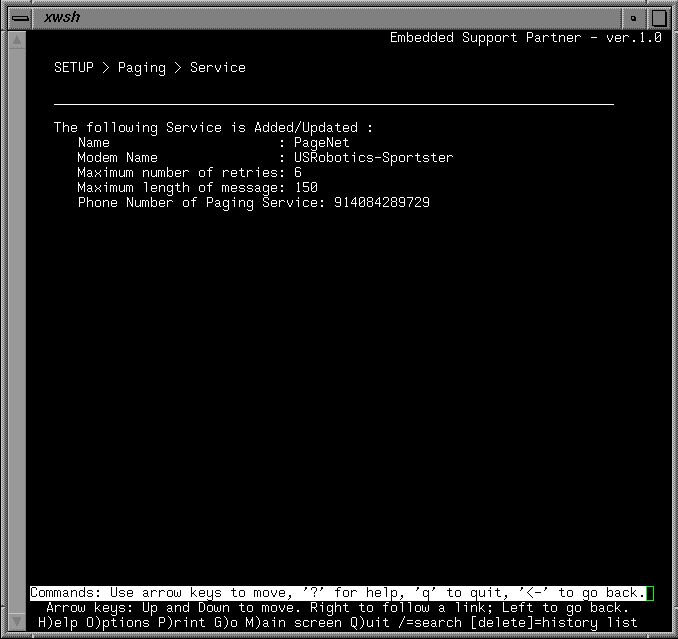 xwsh
Embedded Support Partner - ver.1.0
SETUP > Paging > Service
The following Service is Added/Updated :
Name : PageNet
Modem Name : USRobotics-Sportster
Maximum number of retries: 6
Maximum length of message: 150
Phone Number of Paging Service: 914084289729
Commands: Use arrow keys to move, '?' for help, 'q' to quit, '<-' to go back.
Arrow keys: Up and Down to move. Right to follow a link; Left to go back.
H)elp O)ptions P)rint G)o M)ain screen Q)uit /=search [delete]=history list